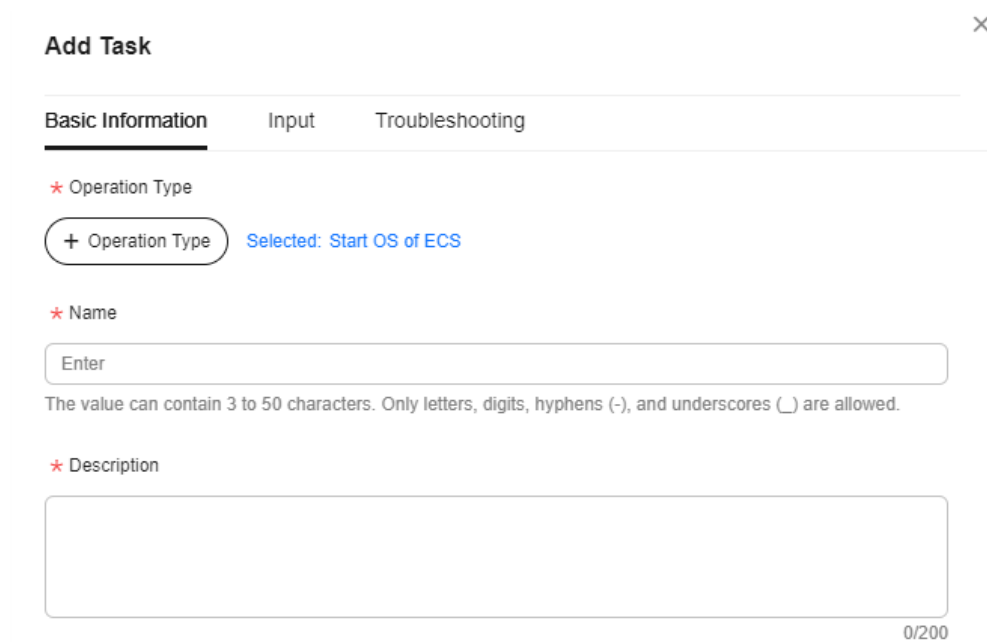 Add Task
Basic Information Input Troubleshooting
* Operation Type
+ Operation Type Selected: Start OS of ECS
* Name
Enter
The value can contain 3 to 50 characters. Only letters, digits, hyphens (-), and underscores (_) are allowed.
* Description
0/200